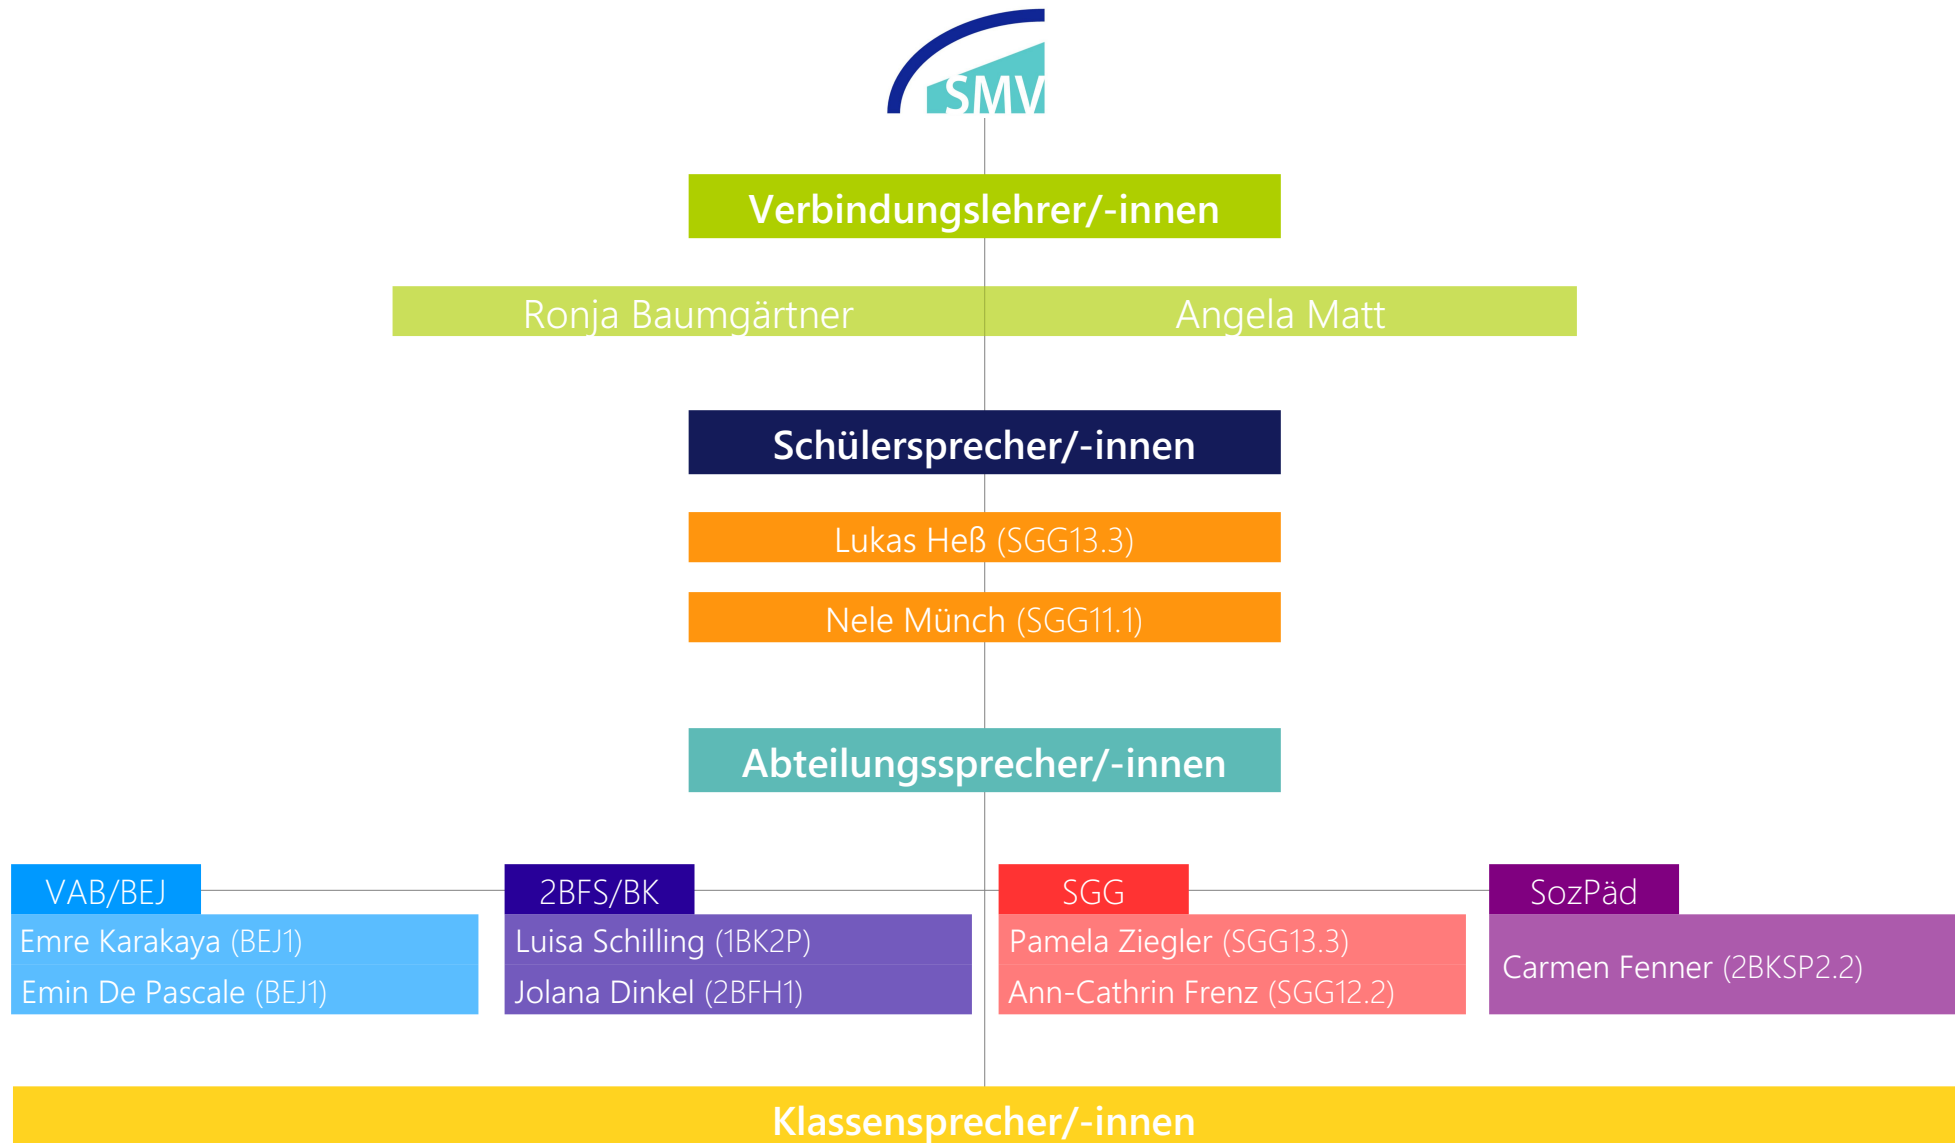 SMV
Verbindungslehrer/-innen
Ronja Baumgärtner
Angela Matt
Schülersprecher/-innen
Lukas Heß (SGG13.3)
Nele Münch (SGG11.1)
Abteilungssprecher/-innen
VAB/BEJ
Emre Karakaya (BEJ1)
Emin De Pascale (BEJ1)
2BFS/BK
Luisa Schilling (1BK2P)
Jolana Dinkel (2BFH1)
SGG
Pamela Ziegler (SGG13.3)
Ann-Cathrin Frenz (SGG12.2)
SozPäd
Carmen Fenner (2BKSP2.2)
Klassensprecher/-innen